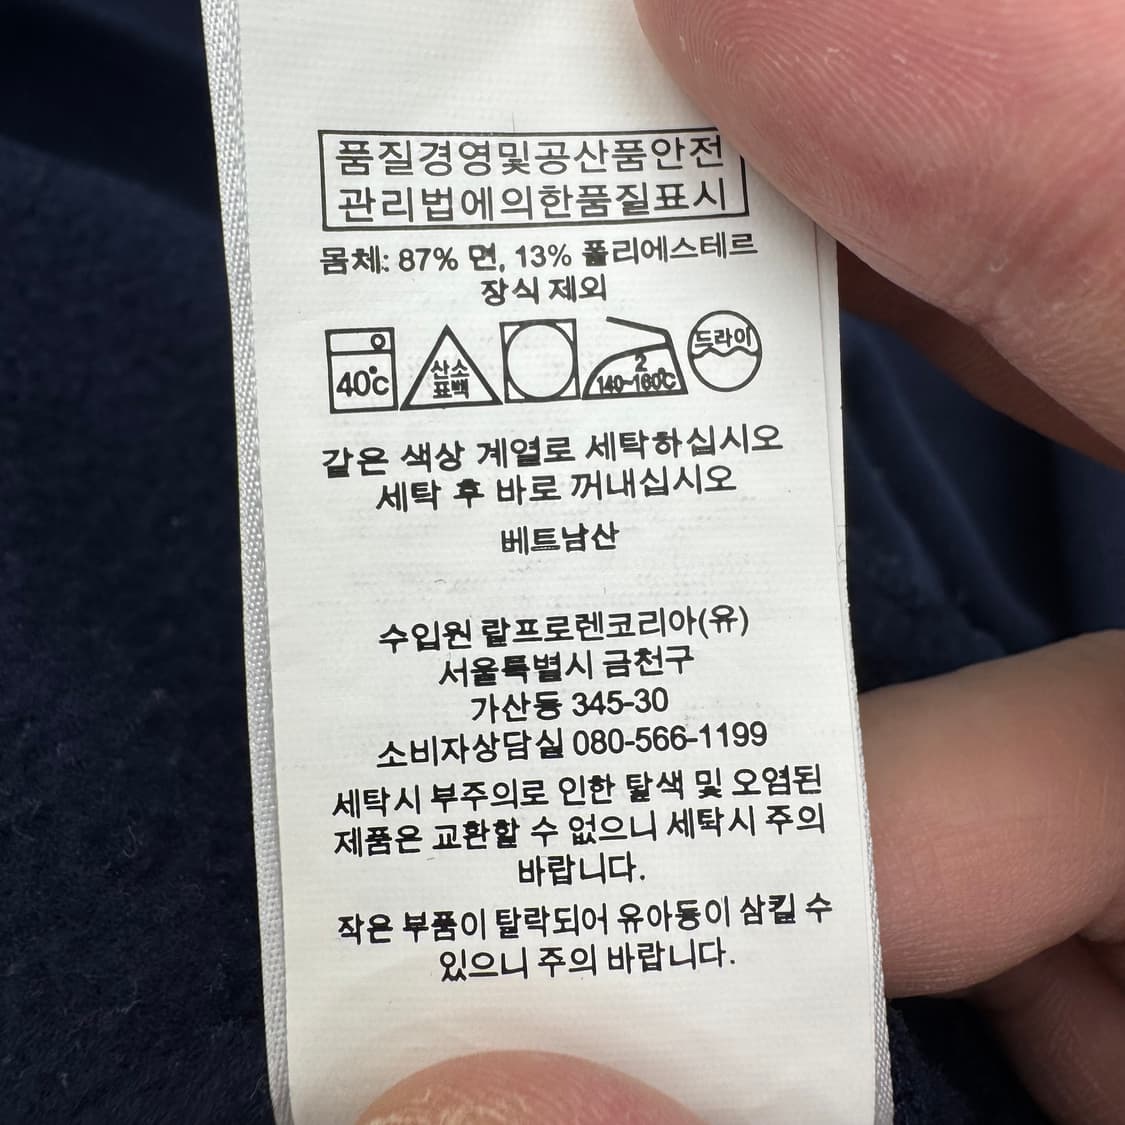 품질경영및공산품안전
관리법에의한품질표시
몸체: 87% 면, 13% 폴리에스테르
장식 제외
40℃
산소
표백
2
140~160℃
드라이
같은 색상 계열로 세탁하십시오
세탁 후 바로 꺼내십시오
베트남산
수입원 랄프로렌코리아(유)
서울특별시 금천구
가산동 345-30
소비자상담실 080-566-1199
세탁시 부주의로 인한 탈색 및 오염된
제품은 교환할 수 없으니 세탁시 주의
바랍니다.
작은 부품이 탈락되어 유아동이 삼킬 수
있으니 주의 바랍니다.